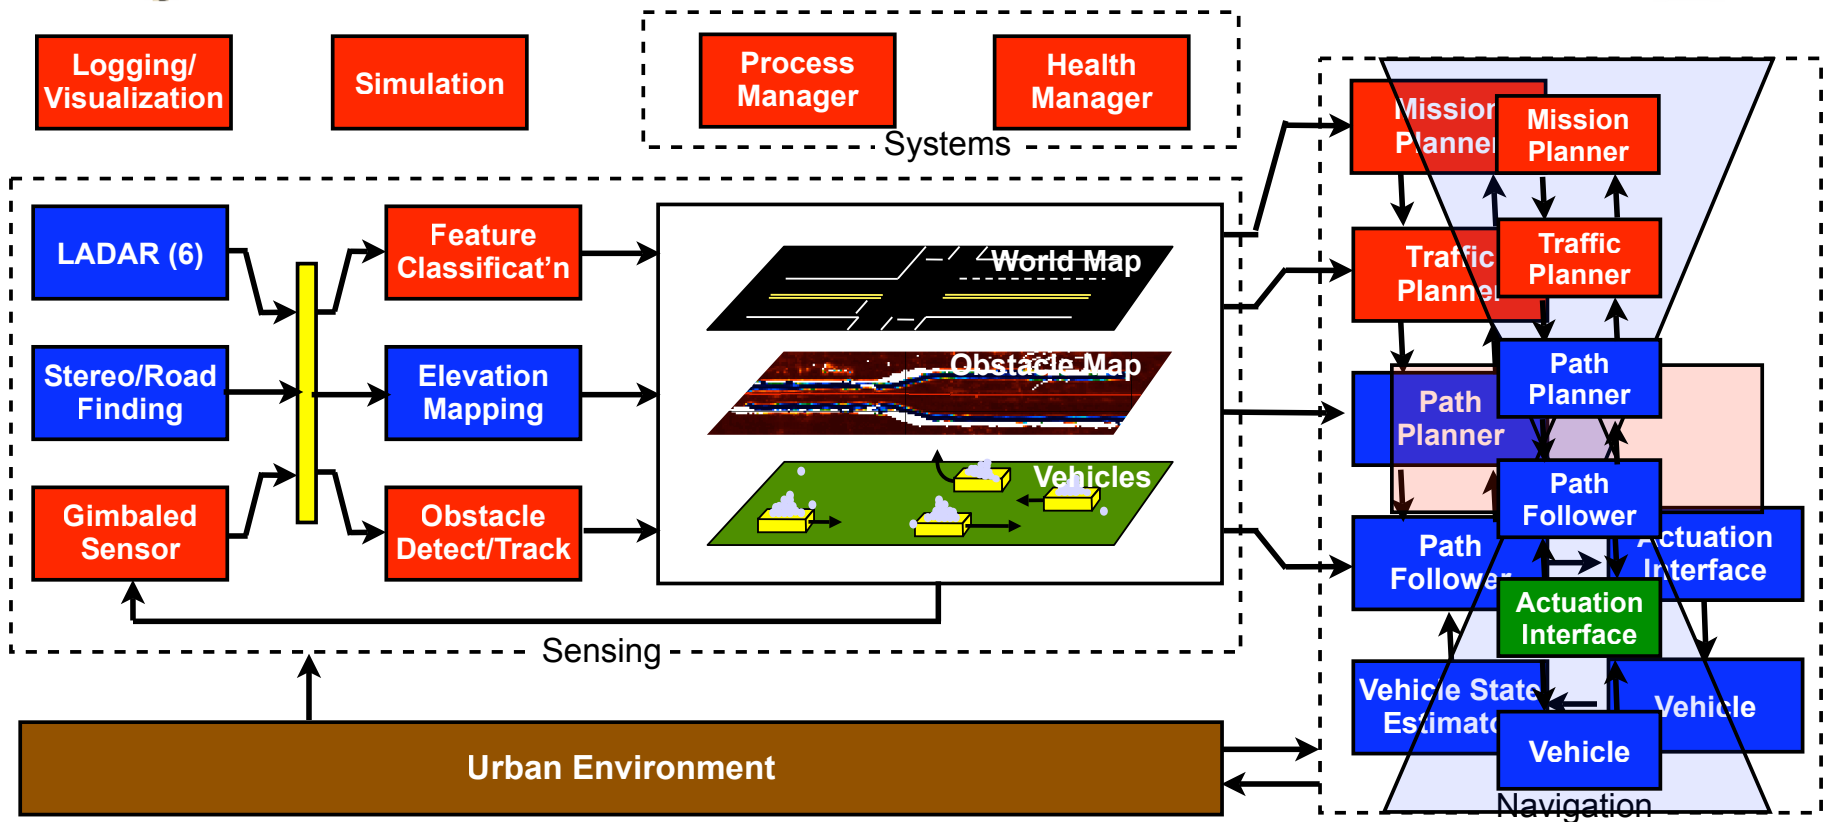 Logging/
Visualization
Simulation
Process
Manager
Health
Manager
Systems
LADAR (6)
Feature
Classificat'n
Stereo/Road
Finding
Elevation
Mapping
Gimbaled
Sensor
Obstacle
Detect/Track
World Map
Obstacle Map
Vehicles
Sensing
Urban Environment
Mission
Planner
Mission
Planner
Traffic
Planner
Traffic
Planner
Path
Planner
Path
Planner
Path
Follower
Path
Follower
Actuation
Interface
Actuation
Interface
Vehicle State
Estimator
Vehicle
Vehicle
Navigation